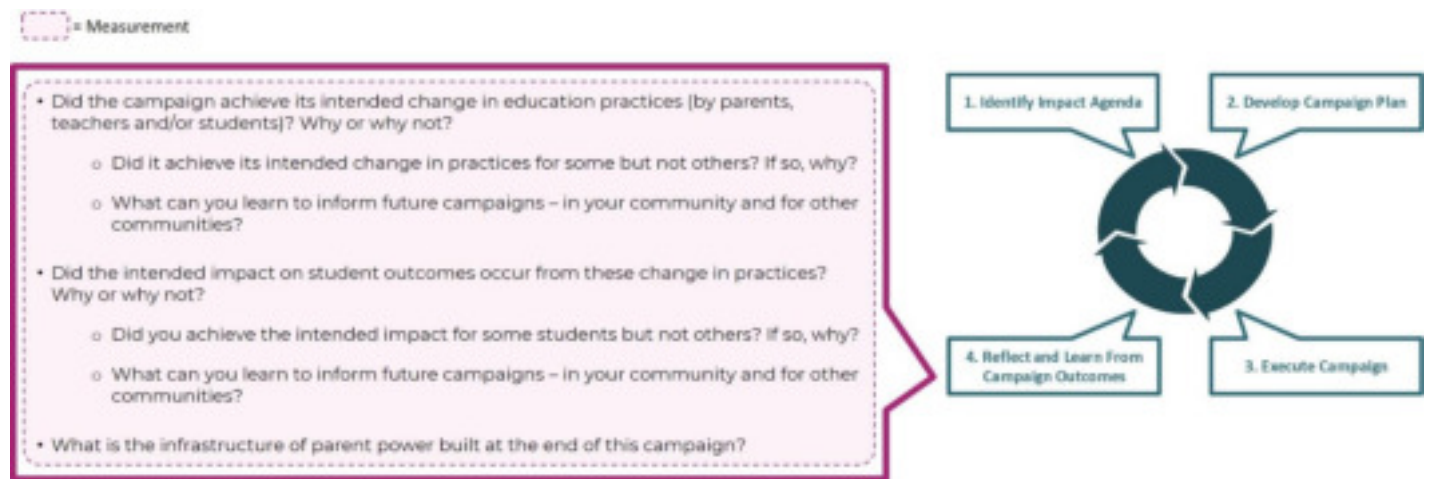 = Measurement
• Did the campaign achieve its intended change in education practices (by parents,
teachers and/or students)? Why or why not?
o Did it achieve its intended change in practices for some but not others? If so, why?
o What can you learn to inform future campaigns – in your community and for other
communities?
• Did the intended impact on student outcomes occur from these change in practices?
Why or why not?
o Did you achieve the intended impact for some students but not others? If so, why?
o What can you learn to inform future campaigns – in your community and for other
communities?
• What is the infrastructure of parent power built at the end of this campaign?
1. Identify Impact Agenda
2. Develop Campaign Plan
4. Reflect and Learn From
Campaign Outcomes
3. Execute Campaign